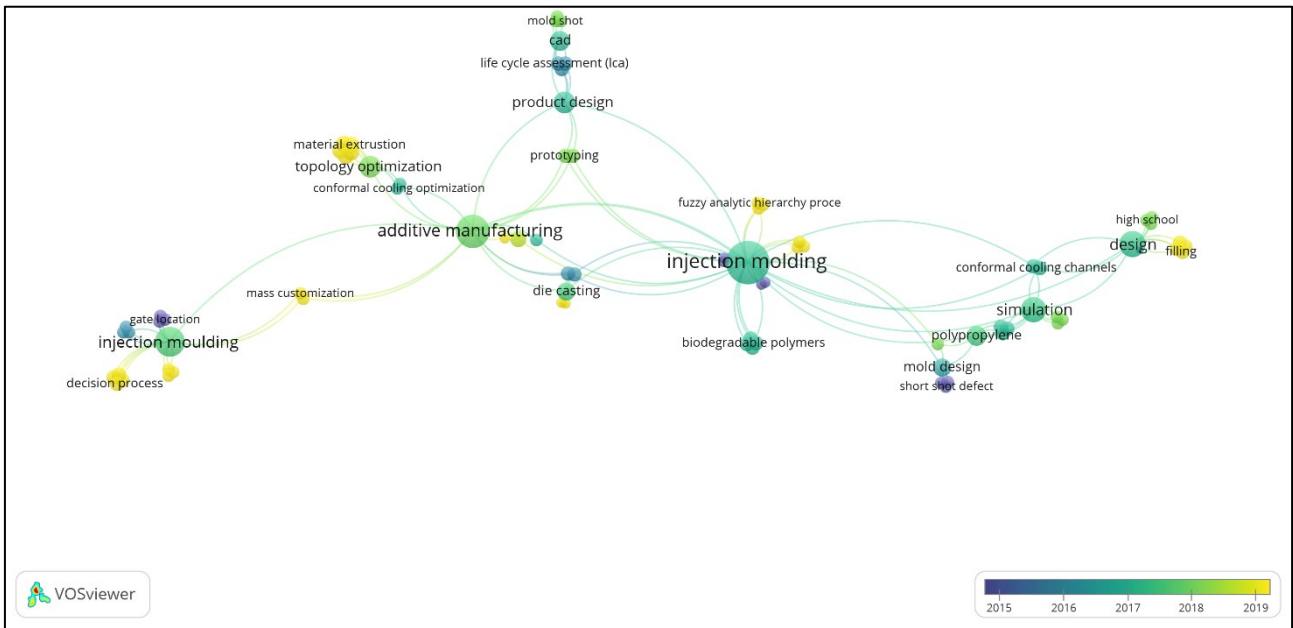 mold shot
cad
life cycle assessment (lca)
product design
material extrustion
topology optimization
prototyping
conformal cooling optimization
fuzzy analytic hierarchy proce
high school
additive manufacturing
design
filling
injection molding
conformal cooling channels
mass customization
die casting
simulation
gate location
injection moulding
polypropylene
biodegradable polymers
mold design
decision process
short shot defect
VOSviewer
2015 2016 2017 2018 2019